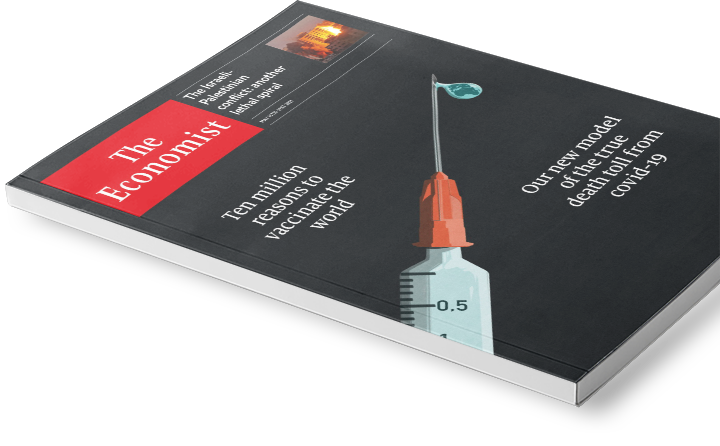 The Israeli-
Palestinian
conflict: another
lethal spiral
The
Economist
Ten million
reasons to
vaccinate the
world
Our new model
of the true
death toll from
covid-19
0.5